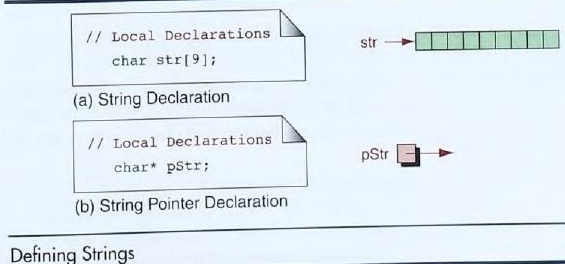 // Local Declarations
char str[9];
str
(a) String Declaration
// Local Declarations
char* pStr;
pStr
(b) String Pointer Declaration
Defining Strings